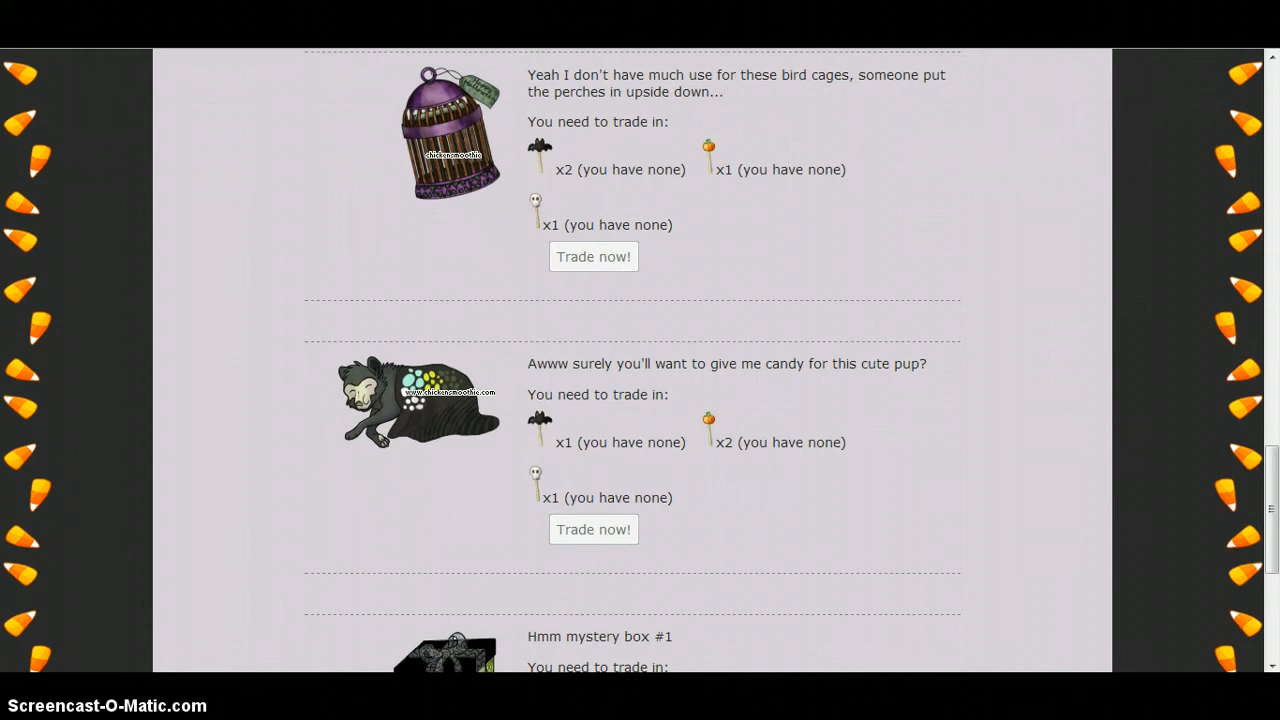 Yeah I don't have much use for these bird cages, someone put
the perches in upside down...
chickensmoothie
You need to trade in:
x2 (you have none) x1 (you have none)
x1 (you have none)
Trade now!
Awww surely you'll want to give me candy for this cute pup?
www.chickensmoothie.com
You need to trade in:
x1 (you have none) x2 (you have none)
x1 (you have none)
Trade now!
Hmm mystery box #1
You need to trade in:
Screencast-O-Matic.com